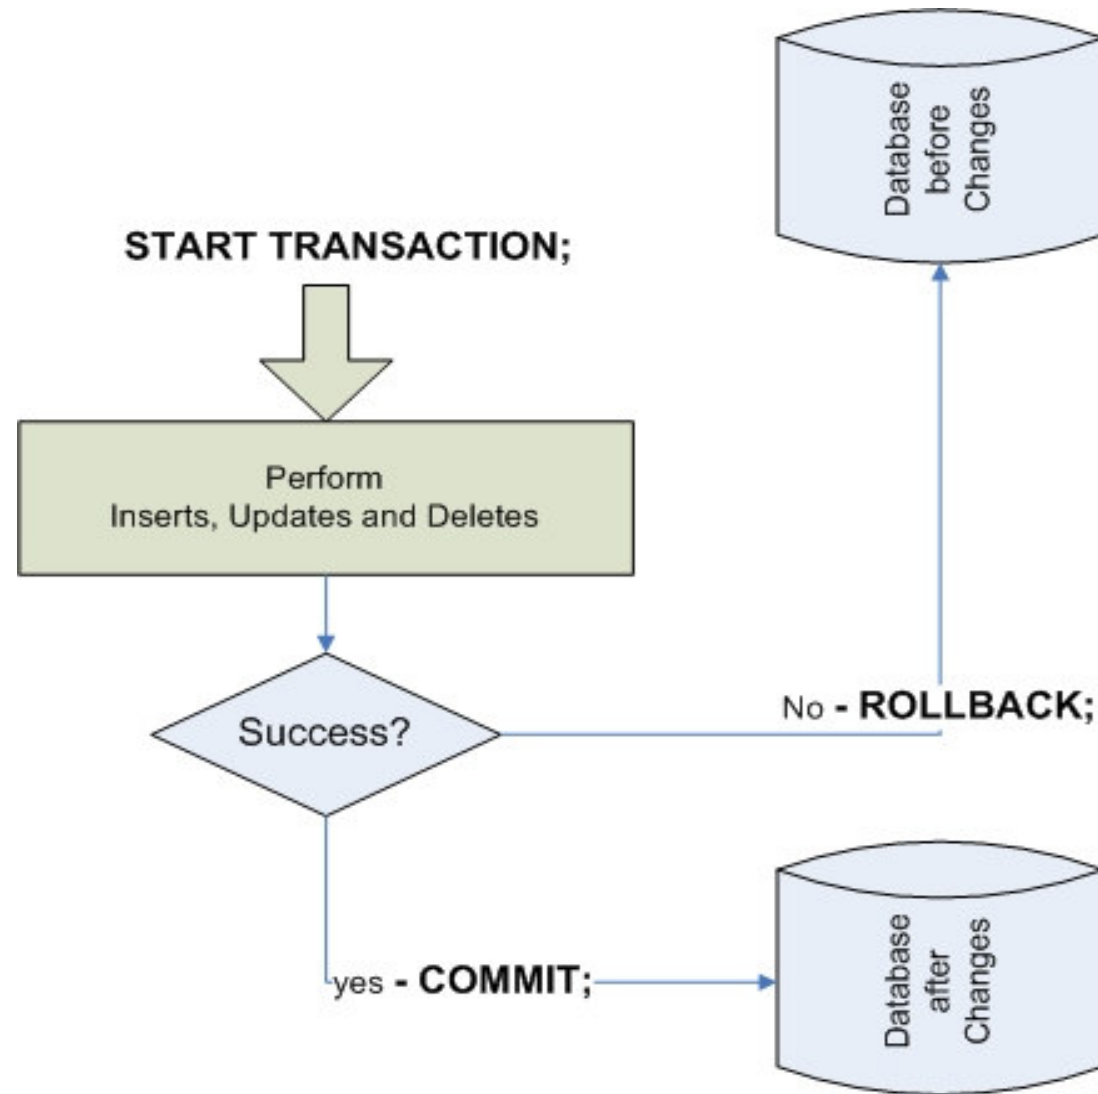 Database
before
Changes
START TRANSACTION;
Perform
Inserts, Updates and Deletes
Success?
No - ROLLBACK;
yes - COMMIT;
Database
after
Changes